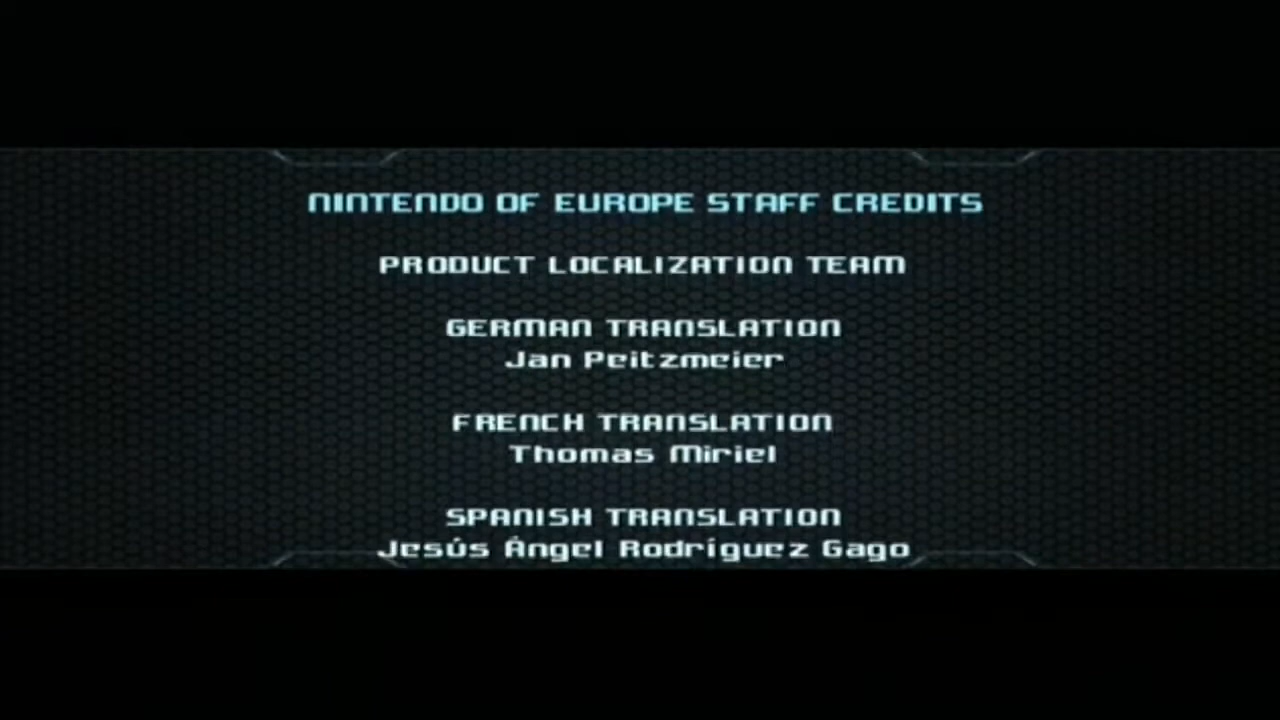 NINTENDO OF EUROPE STAFF CREDITS
PRODUCT LOCALIZATION TEAM
GERMAN TRANSLATION
Jan Peitzmeier
FRENCH TRANSLATION
Thomas Miriel
SPANISH TRANSLATION
Jesús Ángel Rodríguez Gago